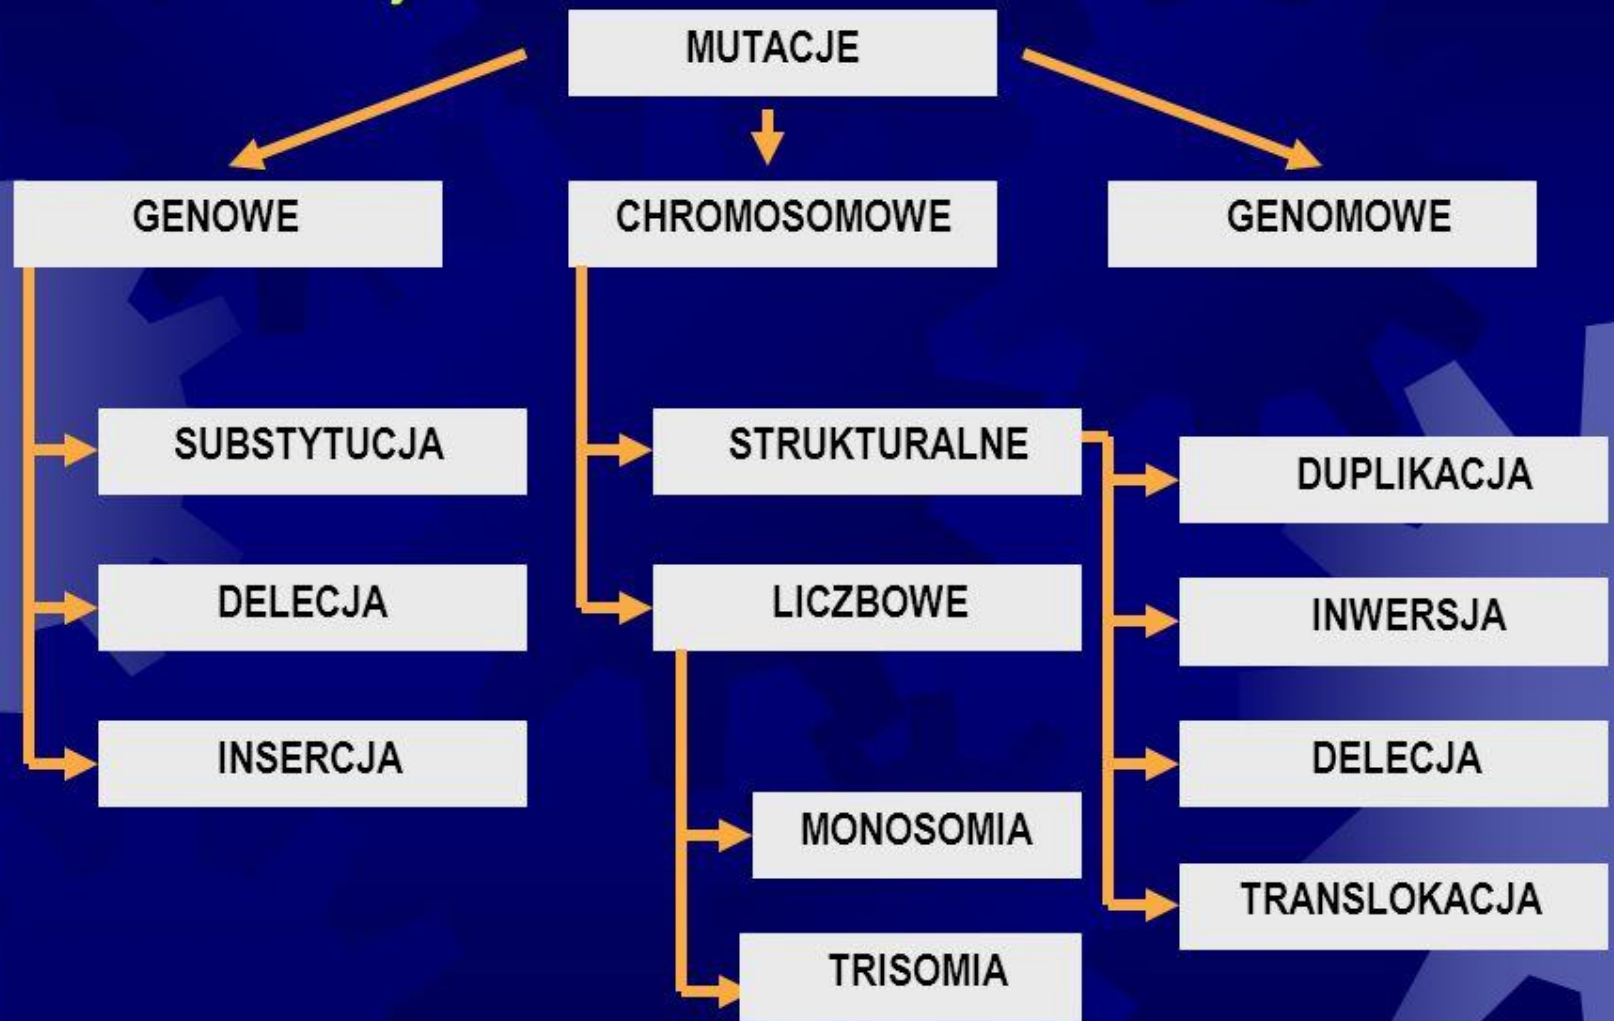 MUTACJE
GENOWE
CHROMOSOMOWE
GENOMOWE
SUBSTYTUCJA
DELECJA
INSERCJA
STRUKTURALNE
LICZBOWE
MONOSOMIA
TRISOMIA
DUPLIKACJA
INWERSJA
DELECJA
TRANSLOKACJA